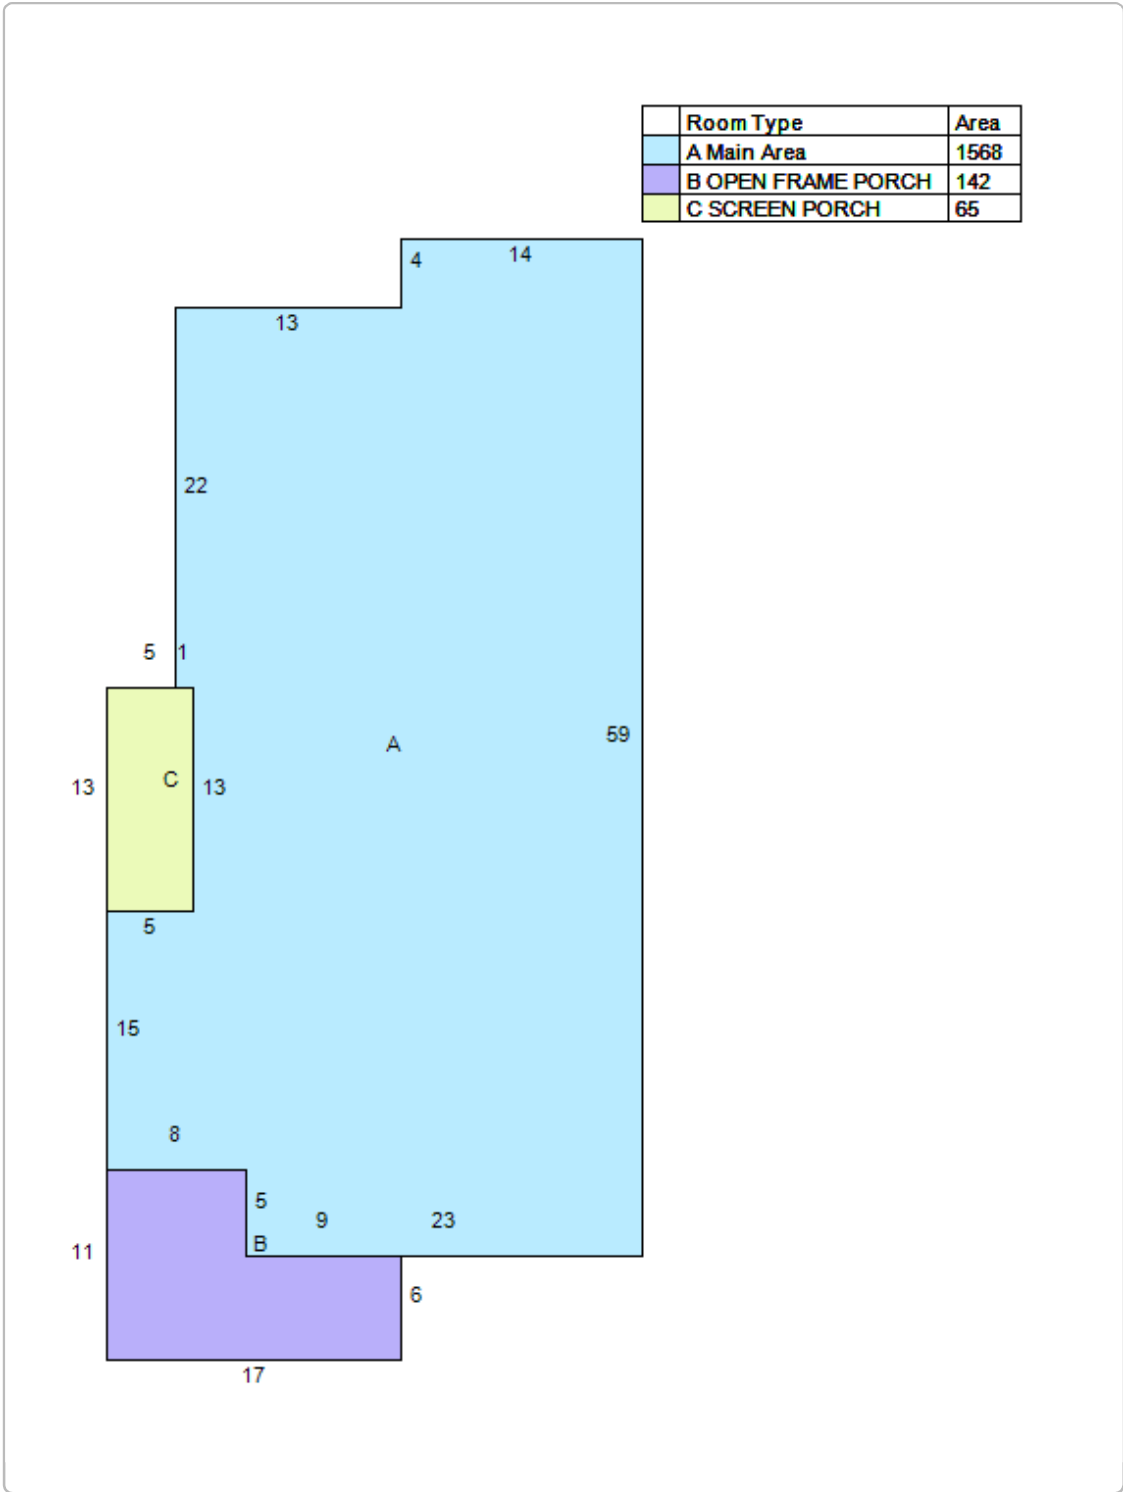 Room Type Area
A Main Area 1568
B OPEN FRAME PORCH 142
C SCREEN PORCH 65
4 14
13
22
5 1
59
A
13 C 13
5
15
8
5
9 23
11 B
6
17